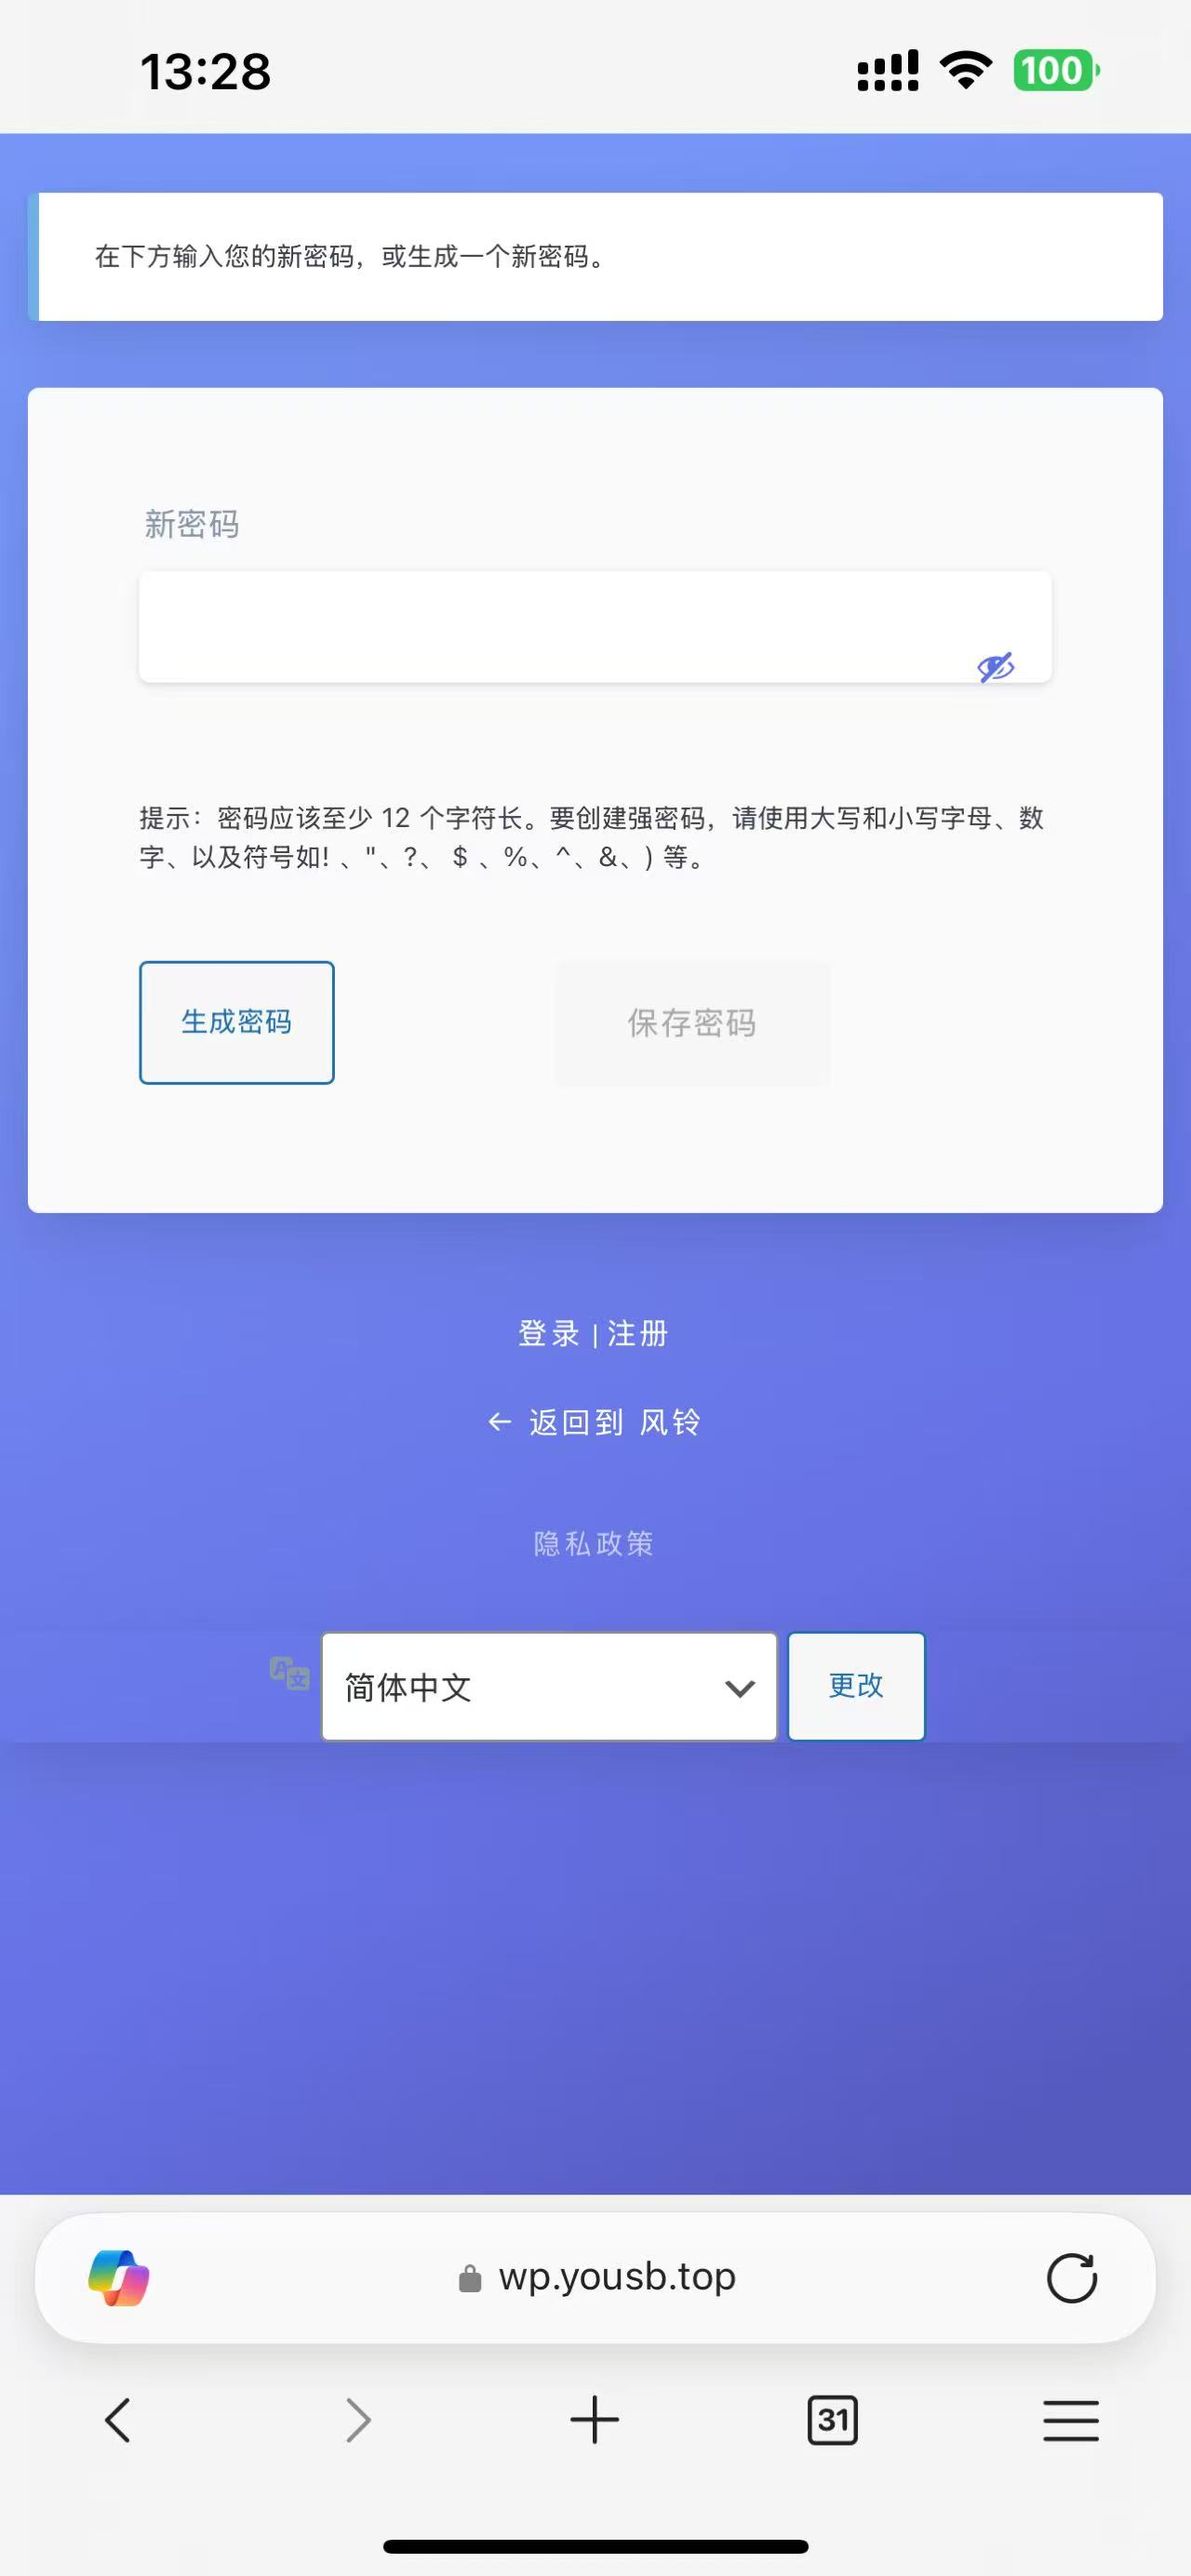 13:28
100
在下方输入您的新密码，或生成一个新密码。
新密码
提示：密码应该至少 12 个字符长。要创建强密码，请使用大写和小写字母、数
字、以及符号如! 、"、?、 $ 、%、^、&、) 等。
生成密码
保存密码
登录 | 注册
← 返回到 风铃
隐私政策
A文
简体中文
更改
wp.yousb.top
31